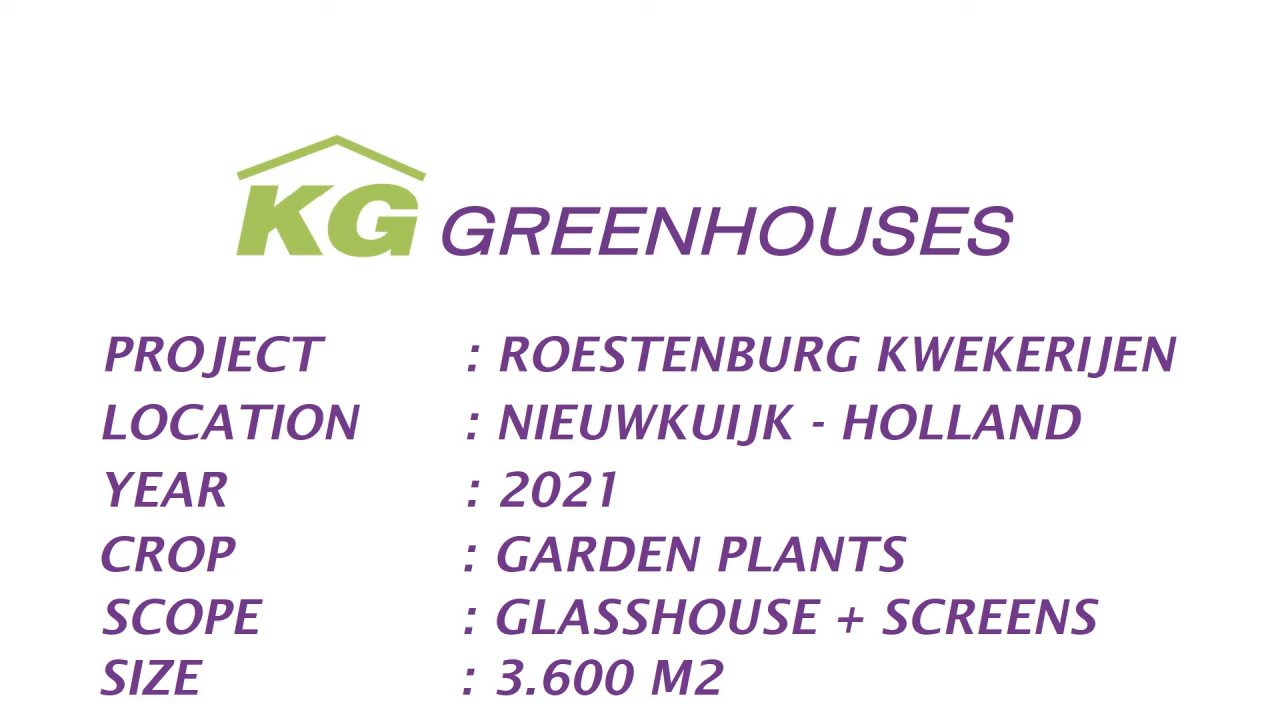 KG GREENHOUSES
PROJECT : ROESTENBURG KWEKERIJEN
LOCATION : NIEUWKUIJK - HOLLAND
YEAR : 2021
CROP : GARDEN PLANTS
SCOPE : GLASSHOUSE + SCREENS
SIZE : 3.600 M2